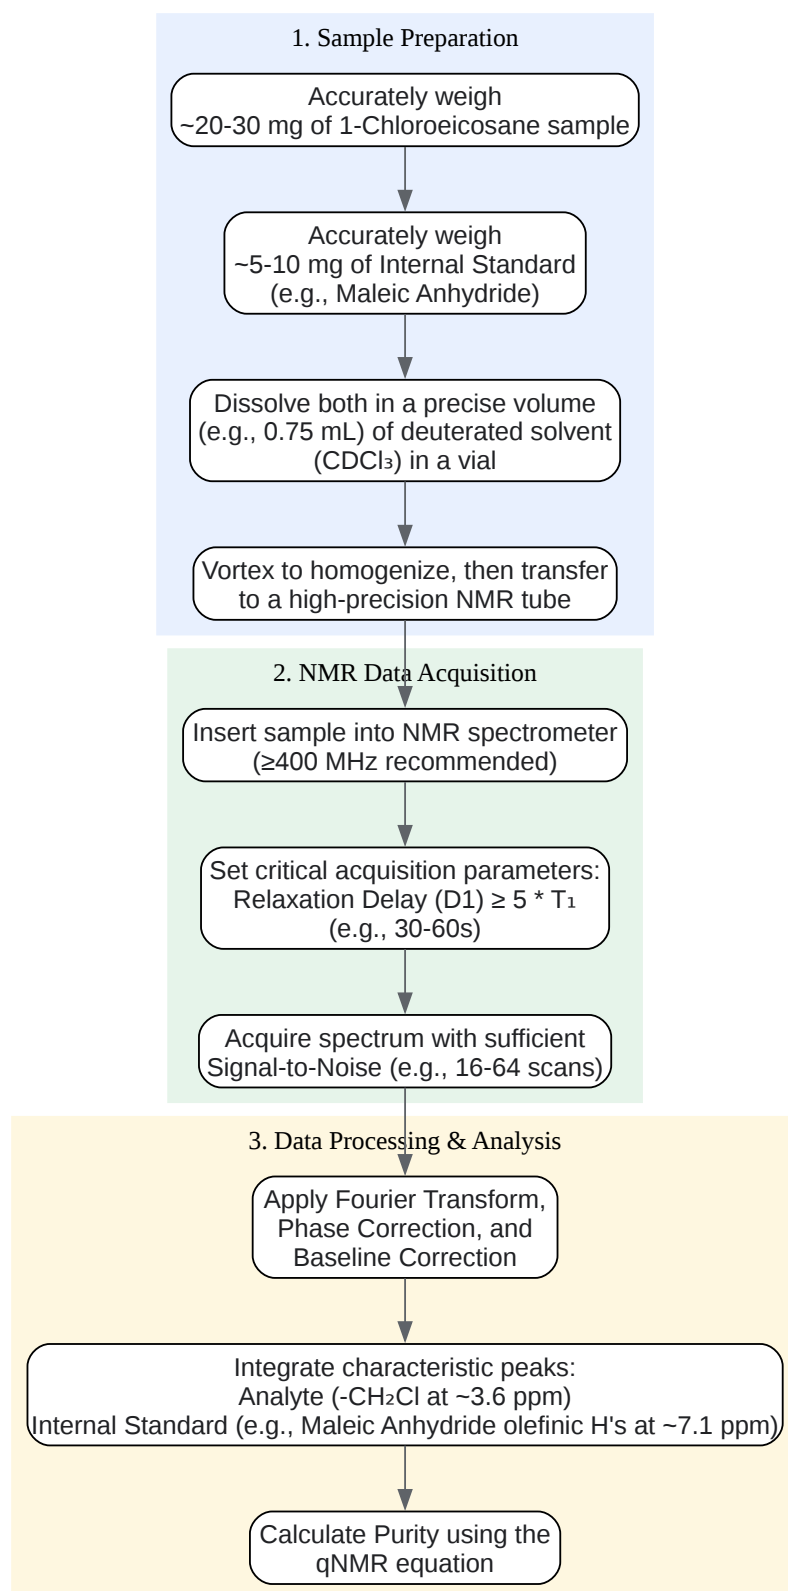 1. Sample Preparation
Accurately weigh
~20-30 mg of 1-Chloroeicosane sample
Accurately weigh
~5-10 mg of Internal Standard
(e.g., Maleic Anhydride)
Dissolve both in a precise volume
(e.g., 0.75 mL) of deuterated solvent
(CDCl₃) in a vial
Vortex to homogenize, then transfer
to a high-precision NMR tube
2. NMR Data Acquisition
Insert sample into NMR spectrometer
(≥400 MHz recommended)
Set critical acquisition parameters:
Relaxation Delay (D1) ≥ 5 * T₁
(e.g., 30-60s)
Acquire spectrum with sufficient
Signal-to-Noise (e.g., 16-64 scans)
3. Data Processing & Analysis
Apply Fourier Transform,
Phase Correction, and
Baseline Correction
Integrate characteristic peaks:
Analyte (-CH₂Cl at ~3.6 ppm)
Internal Standard (e.g., Maleic Anhydride olefinic H's at ~7.1 ppm)
Calculate Purity using the
qNMR equation